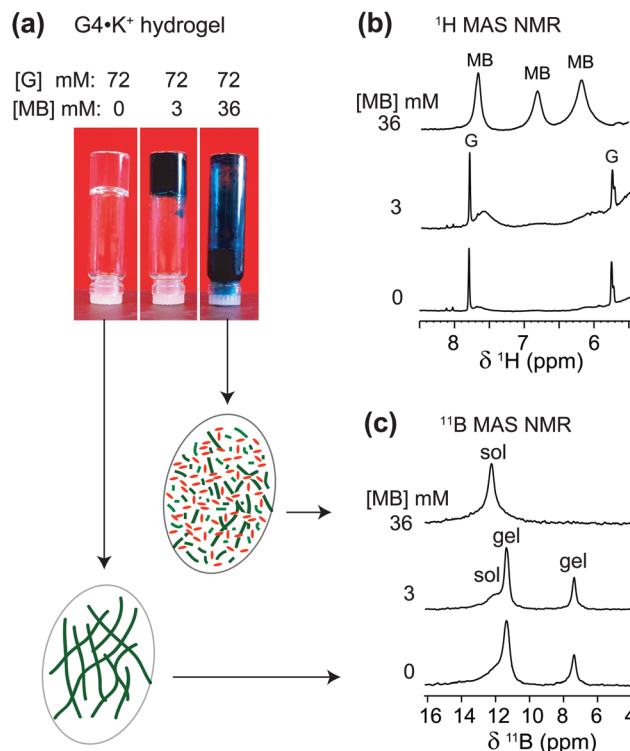 (a) G4•K⁺ hydrogel
[G] mM: 72 72 72
[MB] mM: 0 3 36
(b) ¹H MAS NMR
[MB] mM
36
MB MB MB
G G
3
0
8 7 6
δ ¹H (ppm)
(c) ¹¹B MAS NMR
[MB] mM
36
sol
gel
sol gel
3
0
16 14 12 10 8 6 4
δ ¹¹B (ppm)